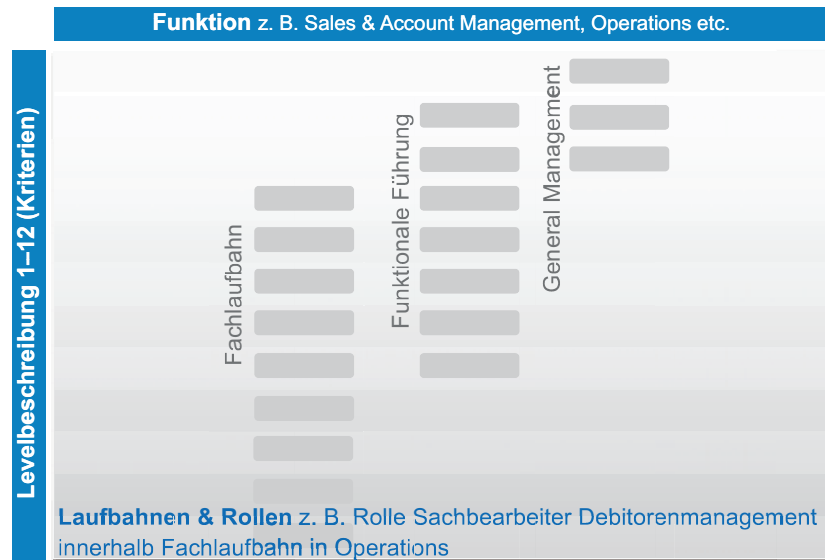 Funktion z. B. Sales & Account Management, Operations etc.
Levelbeschreibung 1–12 (Kriterien)
Fachlaufbahn
Funktionale Führung
General Management
Laufbahnen & Rollen z. B. Rolle Sachbearbeiter Debitorenmanagement
innerhalb Fachlaufbahn in Operations